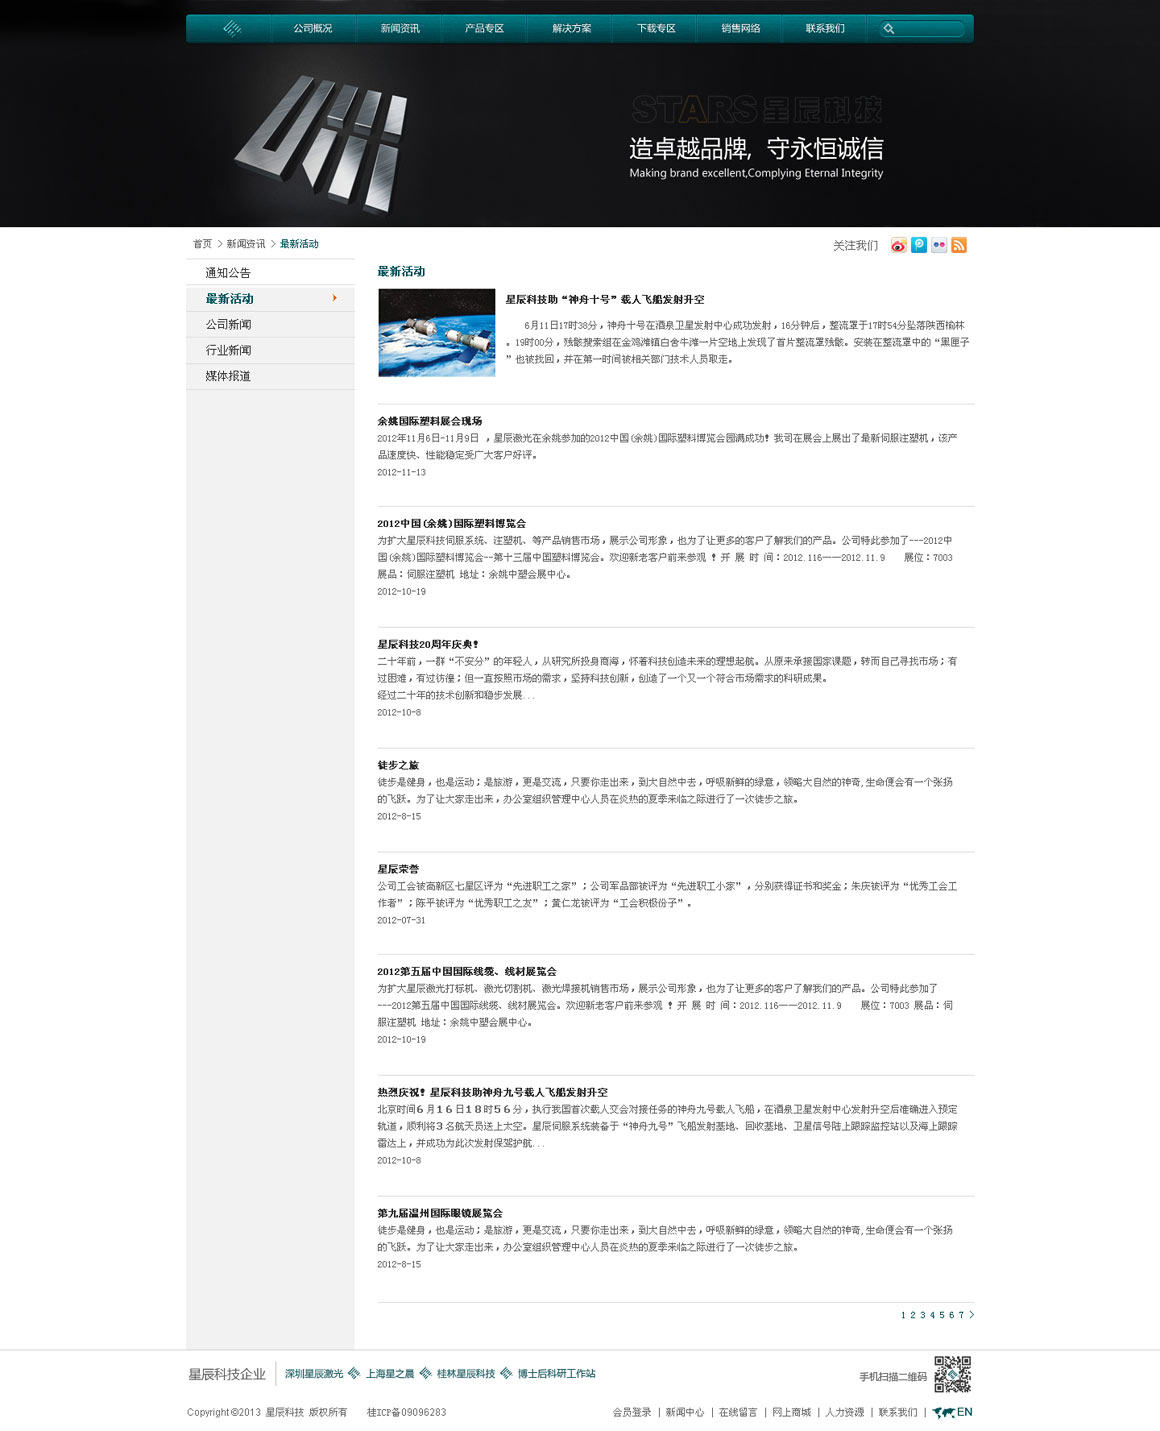 公司概况 新闻资讯 产品专区 解决方案 下载专区 销售网络 联系我们
STARS 星辰科技
造卓越品牌，守永恒诚信
Making brand excellent,Complying Eternal Integrity
首页 > 新闻资讯 > 最新活动
关注我们
通知公告
最新活动
公司新闻
行业新闻
媒体报道
最新活动
星辰科技助“神舟十号”载人飞船发射升空
6月11日17时38分，神舟十号在酒泉卫星发射中心成功发射，16分钟后，整流罩于17时54分坠落陕西榆林
。19时00分，残骸搜索组在金鸡滩镇白舍牛滩一片空地上发现了首片整流罩残骸。安装在整流罩中的“黑匣子
”也被找回，并在第一时间被相关部门技术人员取走。
余姚国际塑料展会现场
2012年11月6日-11月9日 ，星辰激光在余姚参加的2012中国(余姚)国际塑料博览会园满成功！我司在展会上展出了最新伺服注塑机，该产
品速度快、性能稳定受广大客户好评。
2012-11-13
2012中国(余姚)国际塑料博览会
为扩大星辰科技伺服系统、注塑机、等产品销售市场，展示公司形象，也为了让更多的客户了解我们的产品。公司特此参加了---2012中
国(余姚)国际塑料博览会--第十三届中国塑料博览会。欢迎新老客户前来参观 ！开 展 时 间：2012.116——2012.11.9 展位：7003
展品：伺服注塑机 地址：余姚中塑会展中心。
2012-10-19
星辰科技20周年庆典！
二十年前，一群“不安分”的年轻人，从研究所投身商海，怀著科技创造未来的理想起航。从原来承接国家课题，转而自己寻找市场；有
过困难，有过彷徨；但一直按照市场的需求，坚持科技创新，创造了一个又一个符合市场需求的科研成果。
经过二十年的技术创新和稳步发展...
2012-10-8
徒步之旅
徒步是健身，也是运动；是旅游，更是交流，只要你走出来，到大自然中去，呼吸新鲜的绿意，领略大自然的神奇,生命便会有一个张扬
的飞跃。为了让大家走出来，办公室组织管理中心人员在炎热的夏季来临之际进行了一次徒步之旅。
2012-8-15
星辰荣誉
公司工会被高新区七星区评为“先进职工之家”；公司军品部被评为“先进职工小家”，分别获得证书和奖金；朱庆被评为“优秀工会工
作者”；陈平被评为“优秀职工之友”；黄仁龙被评为“工会积极份子”。
2012-07-31
2012第五届中国国际线缆、线材展览会
为扩大星辰激光打标机、激光切割机、激光焊接机销售市场，展示公司形象，也为了让更多的客户了解我们的产品。公司特此参加了
---2012第五届中国国际线缆、线材展览会。欢迎新老客户前来参观 ！开 展 时 间：2012.116——2012.11.9 展位：7003 展品：伺
服注塑机 地址：余姚中塑会展中心。
2012-10-19
热烈庆祝！星辰科技助神舟九号载人飞船发射升空
北京时间６月１６日１８时５６分，执行我国首次载人交会对接任务的神舟九号载人飞船，在酒泉卫星发射中心发射升空后准确进入预定
轨道，顺利将３名航天员送上太空。星辰伺服系统装备于“神舟九号”飞船发射基地、回收基地、卫星信号陆上跟踪监控站以及海上跟踪
雷达上，并成功为此次发射保驾护航...
2012-10-8
第九届温州国际眼镜展览会
徒步是健身，也是运动；是旅游，更是交流，只要你走出来，到大自然中去，呼吸新鲜的绿意，领略大自然的神奇,生命便会有一个张扬
的飞跃。为了让大家走出来，办公室组织管理中心人员在炎热的夏季来临之际进行了一次徒步之旅。
2012-8-15
1 2 3 4 5 6 7 >
星辰科技企业 深圳星辰激光 上海星之晨 桂林星辰科技 博士后科研工作站
手机扫描二维码
Copyright©2013 星辰科技 版权所有 桂ICP备09096283
会员登录 | 新闻中心 | 在线留言 | 网上商城 | 人力资源 | 联系我们 | EN